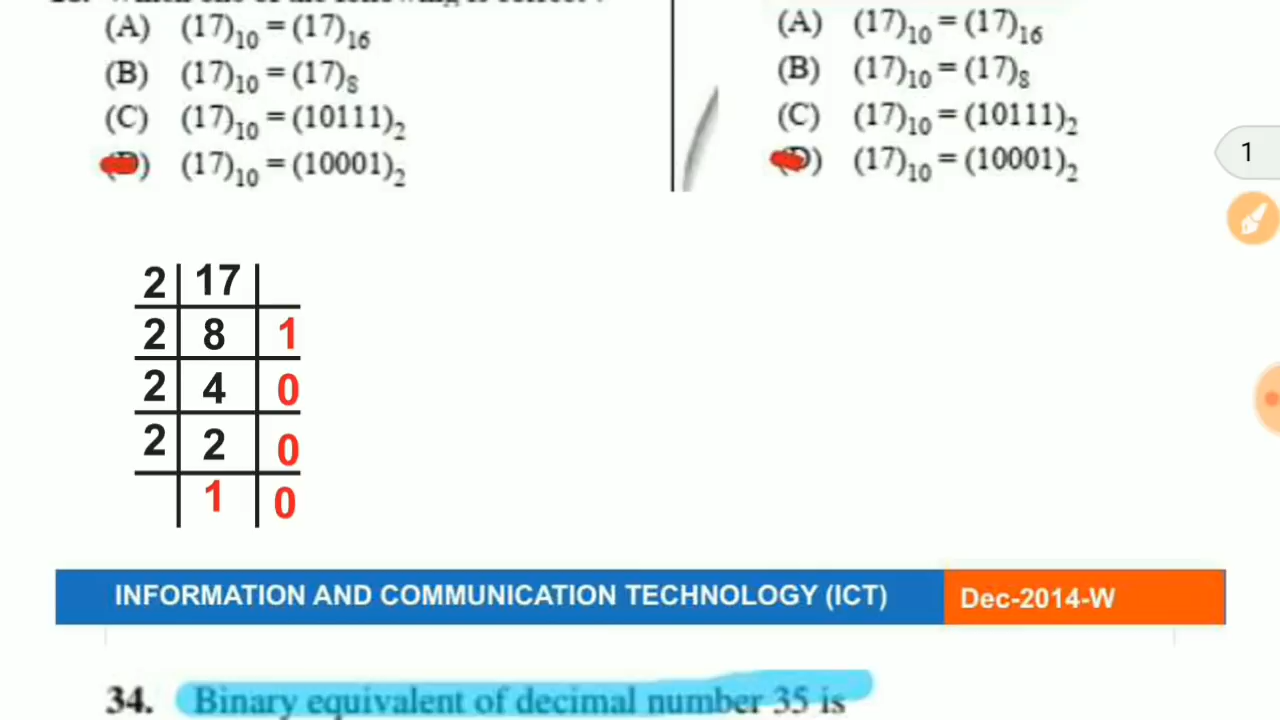 (A) (17)₁₀ = (17)₁₆
(B) (17)₁₀ = (17)₈
(C) (17)₁₀ = (10111)₂
(D) (17)₁₀ = (10001)₂
(A) (17)₁₀ = (17)₁₆
(B) (17)₁₀ = (17)₈
(C) (17)₁₀ = (10111)₂
(D) (17)₁₀ = (10001)₂
1
2 17
2 8 1
2 4 0
2 2 0
1 0
INFORMATION AND COMMUNICATION TECHNOLOGY (ICT) Dec-2014-W
34. Binary equivalent of decimal number 35 is